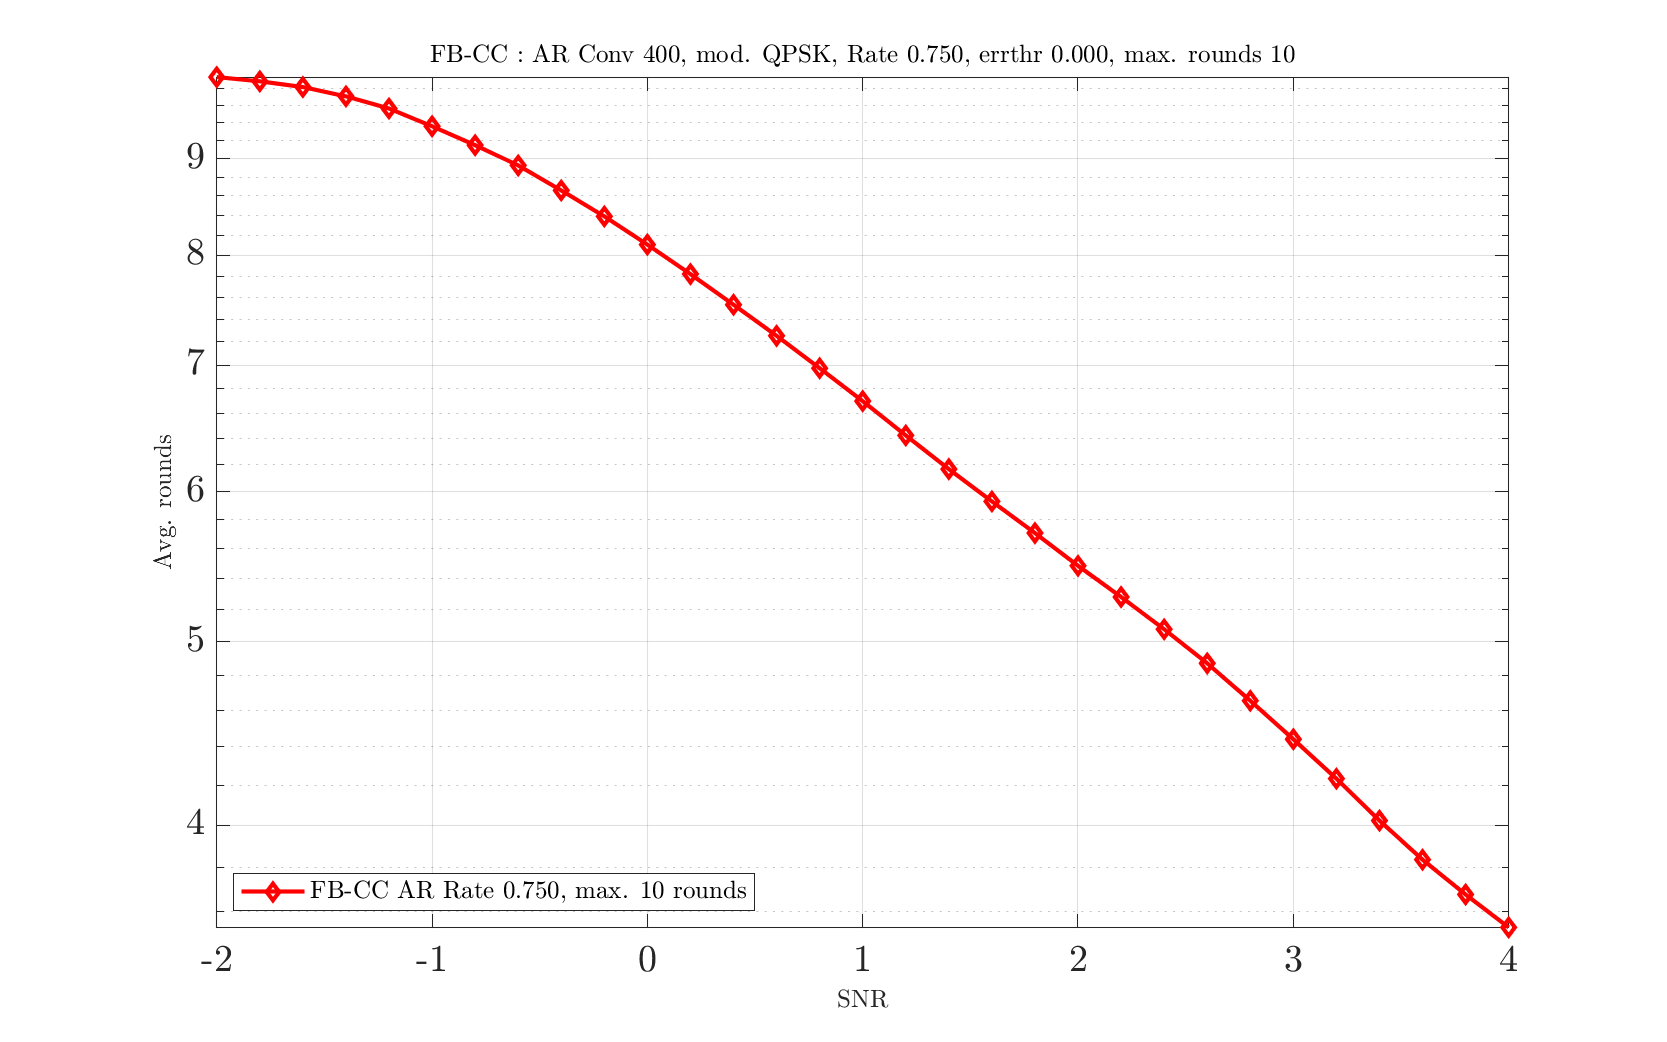 FB-CC : AR Conv 400, mod. QPSK, Rate 0.750, errthr 0.000, max. rounds 10
9
8
7
6
5
4
Avg. rounds
FB-CC AR Rate 0.750, max. 10 rounds
-2 -1 0 1 2 3 4
SNR